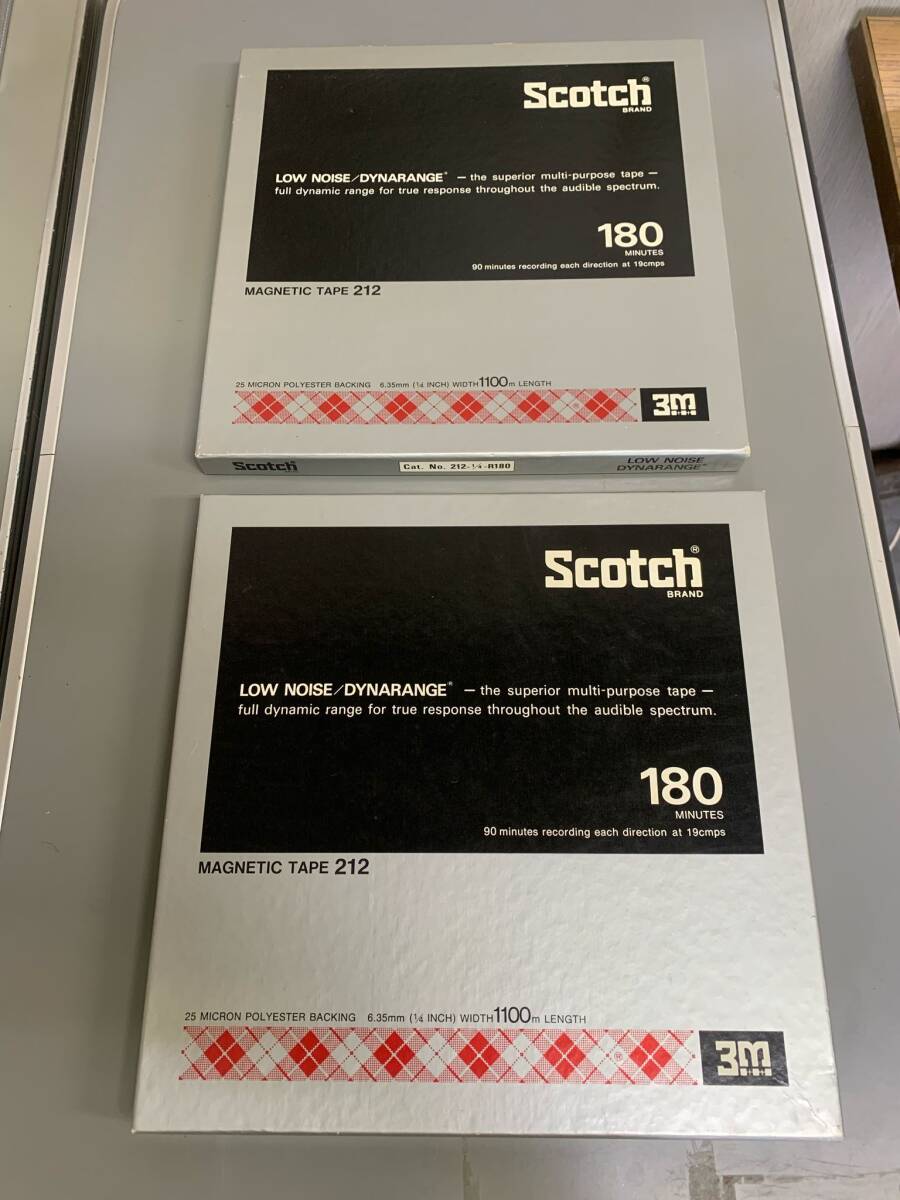 Scotch®
BRAND
LOW NOISE/DYNARANGE® — the superior multi-purpose tape —
full dynamic range for true response throughout the audible spectrum.
180
MINUTES
90 minutes recording each direction at 19cmps
MAGNETIC TAPE 212
25 MICRON POLYESTER BACKING 6.35mm (¼ INCH) WIDTH 1100m LENGTH
®
3M
Scotch
Cat. No. 212-¼-R180
LOW NOISE
DYNARANGE®
Scotch®
BRAND
LOW NOISE/DYNARANGE® — the superior multi-purpose tape —
full dynamic range for true response throughout the audible spectrum.
180
MINUTES
90 minutes recording each direction at 19cmps
MAGNETIC TAPE 212
25 MICRON POLYESTER BACKING 6.35mm (¼ INCH) WIDTH 1100m LENGTH
®
3M